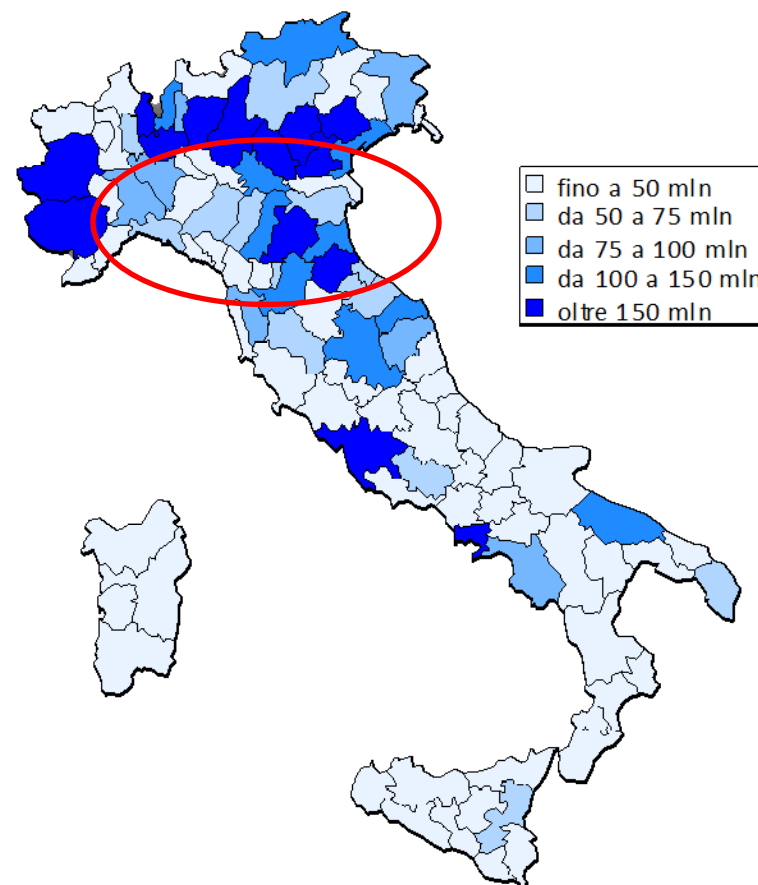 fino a 50 mln
da 50 a 75 mln
da 75 a 100 mln
da 100 a 150 mln
oltre 150 mln